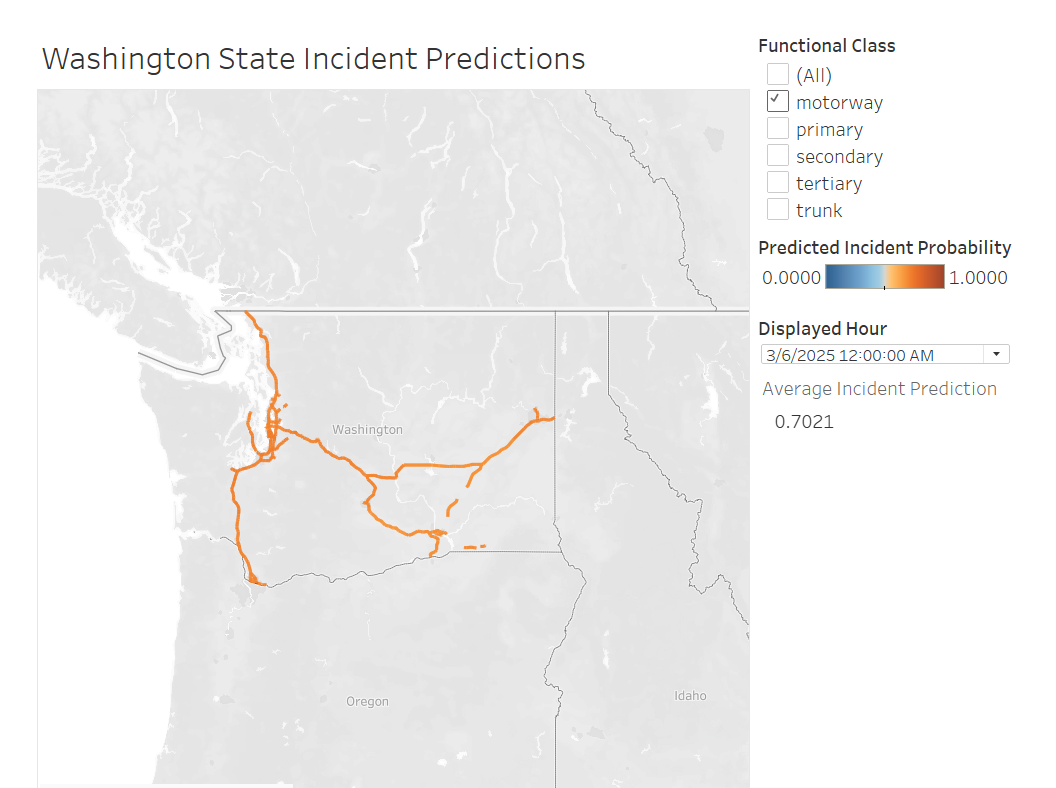 Washington State Incident Predictions
Washington
Oregon
Idaho
Functional Class
(All)
motorway
primary
secondary
tertiary
trunk
Predicted Incident Probability
0.0000 1.0000
Displayed Hour
3/6/2025 12:00:00 AM
Average Incident Prediction
0.7021